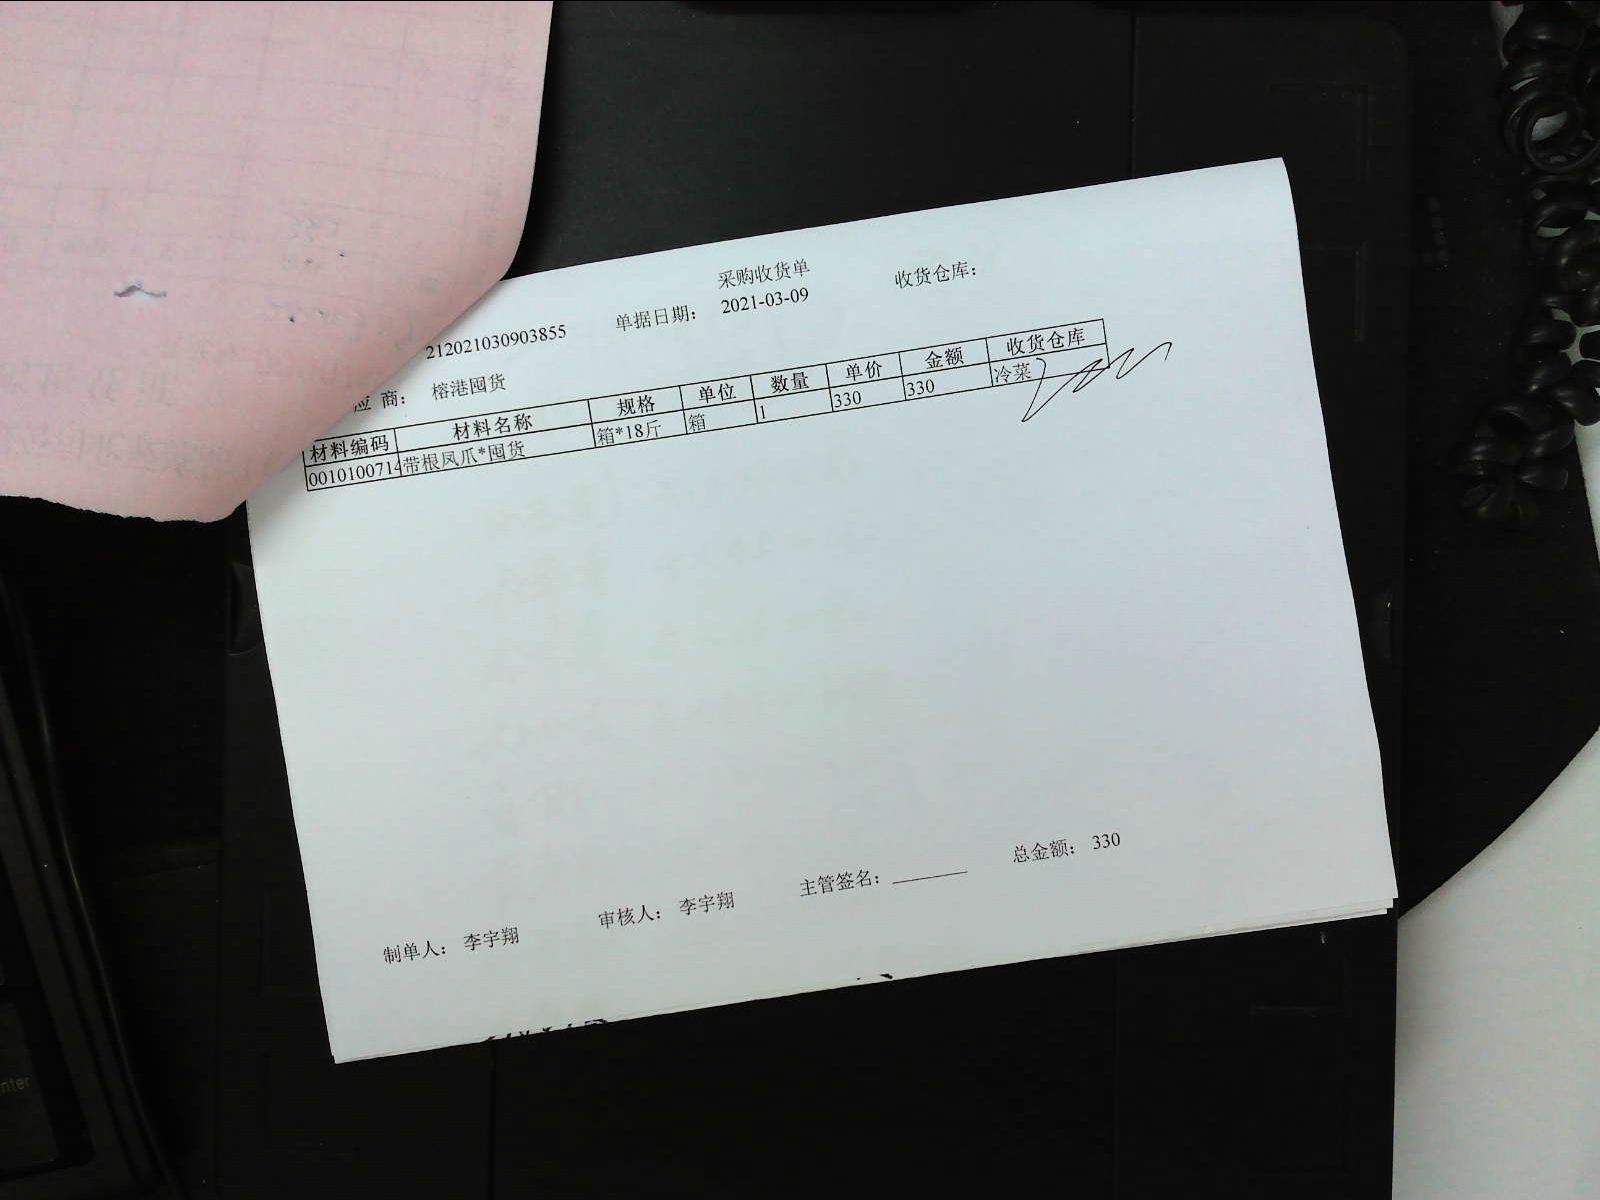 采购收货单
212021030903855 单据日期： 2021-03-09 收货仓库：
应 商： 榕港囤货
材料编码 材料名称 规格 单位 数量 单价 金额 收货仓库
0010100714 带根凤爪*囤货 箱*18斤 箱 1 330 330 冷菜
制单人： 李宇翔 审核人： 李宇翔 主管签名： 总金额： 330
nter